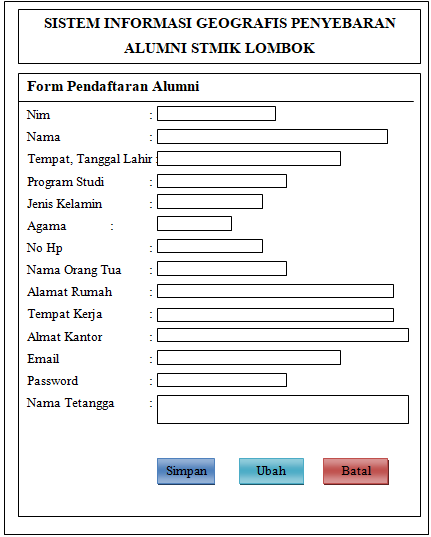 SISTEM INFORMASI GEOGRAFIS PENYEBARAN
ALUMNI STMIK LOMBOK
Form Pendaftaran Alumni
Nim :
Nama :
Tempat, Tanggal Lahir :
Program Studi :
Jenis Kelamin :
Agama :
No Hp :
Nama Orang Tua :
Alamat Rumah :
Tempat Kerja :
Almat Kantor :
Email :
Password :
Nama Tetangga :
Simpan Ubah Batal